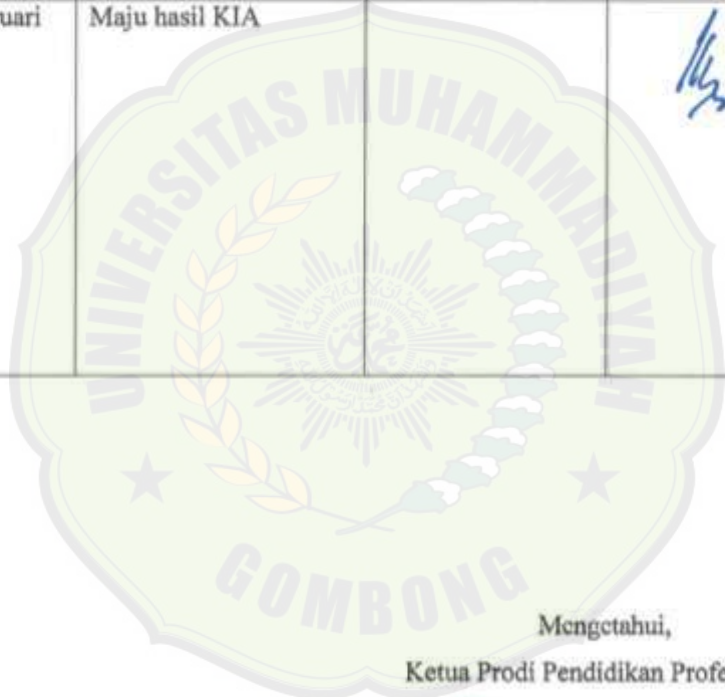 uari
Maju hasil KIA
UNIVERSITAS MUHAMMADIYAH
GOMBONG
Mengetahui,
Ketua Prodi Pendidikan Profe